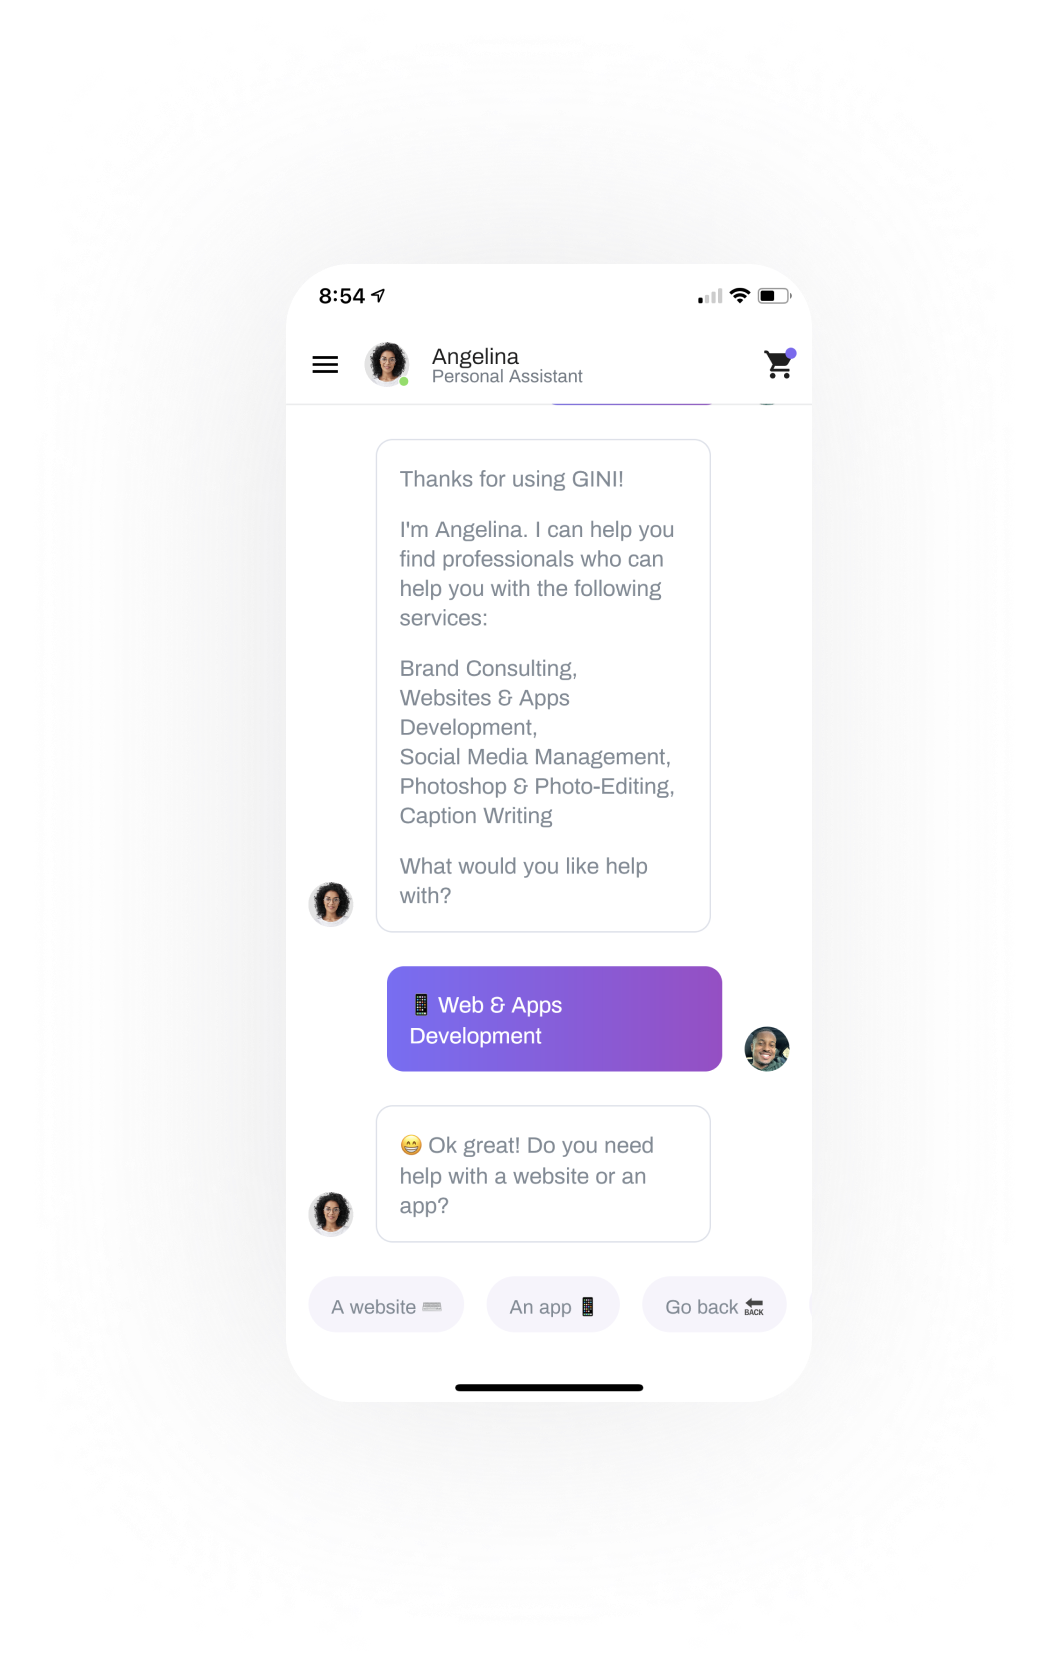 8:54
Angelina
Personal Assistant
Thanks for using GINI!
I'm Angelina. I can help you
find professionals who can
help you with the following
services:
Brand Consulting,
Websites & Apps
Development,
Social Media Management,
Photoshop & Photo-Editing,
Caption Writing
What would you like help
with?
📱 Web & Apps
Development
😁 Ok great! Do you need
help with a website or an
app?
A website ⌨️
An app 📱
Go back 🔙